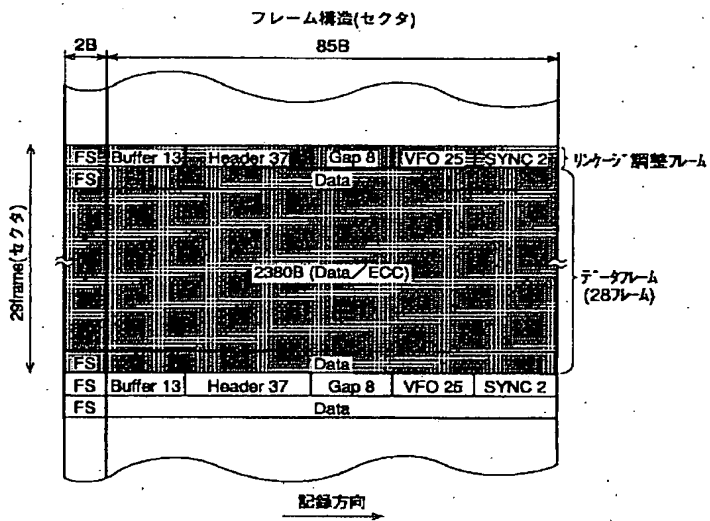 フレーム構造(セクタ)
2B 85B
FS Buffer 13 Header 37 Gap 8 VFO 25 SYNC 2 リンケージ調整フレーム
FS Data
29frame(セクタ)
2380B (Data/ECC)
データフレーム
(28フレーム)
FS Data
FS Buffer 13 Header 37 Gap 8 VFO 25 SYNC 2
FS Data
記録方向